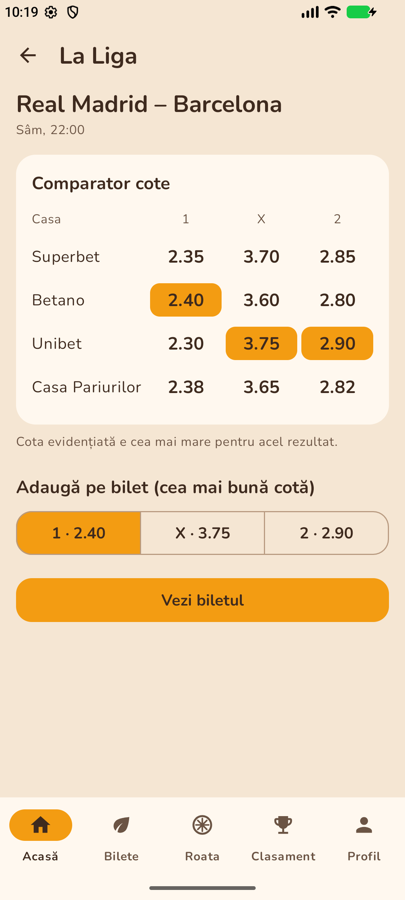 10:19
La Liga
Real Madrid – Barcelona
Sâm, 22:00
Comparator cote
Casa 1 X 2
Superbet 2.35 3.70 2.85
Betano 2.40 3.60 2.80
Unibet 2.30 3.75 2.90
Casa Pariurilor 2.38 3.65 2.82
Cota evidențiată e cea mai mare pentru acel rezultat.
Adaugă pe bilet (cea mai bună cotă)
1 · 2.40 X · 3.75 2 · 2.90
Vezi biletul
Acasă Bilete Roata Clasament Profil